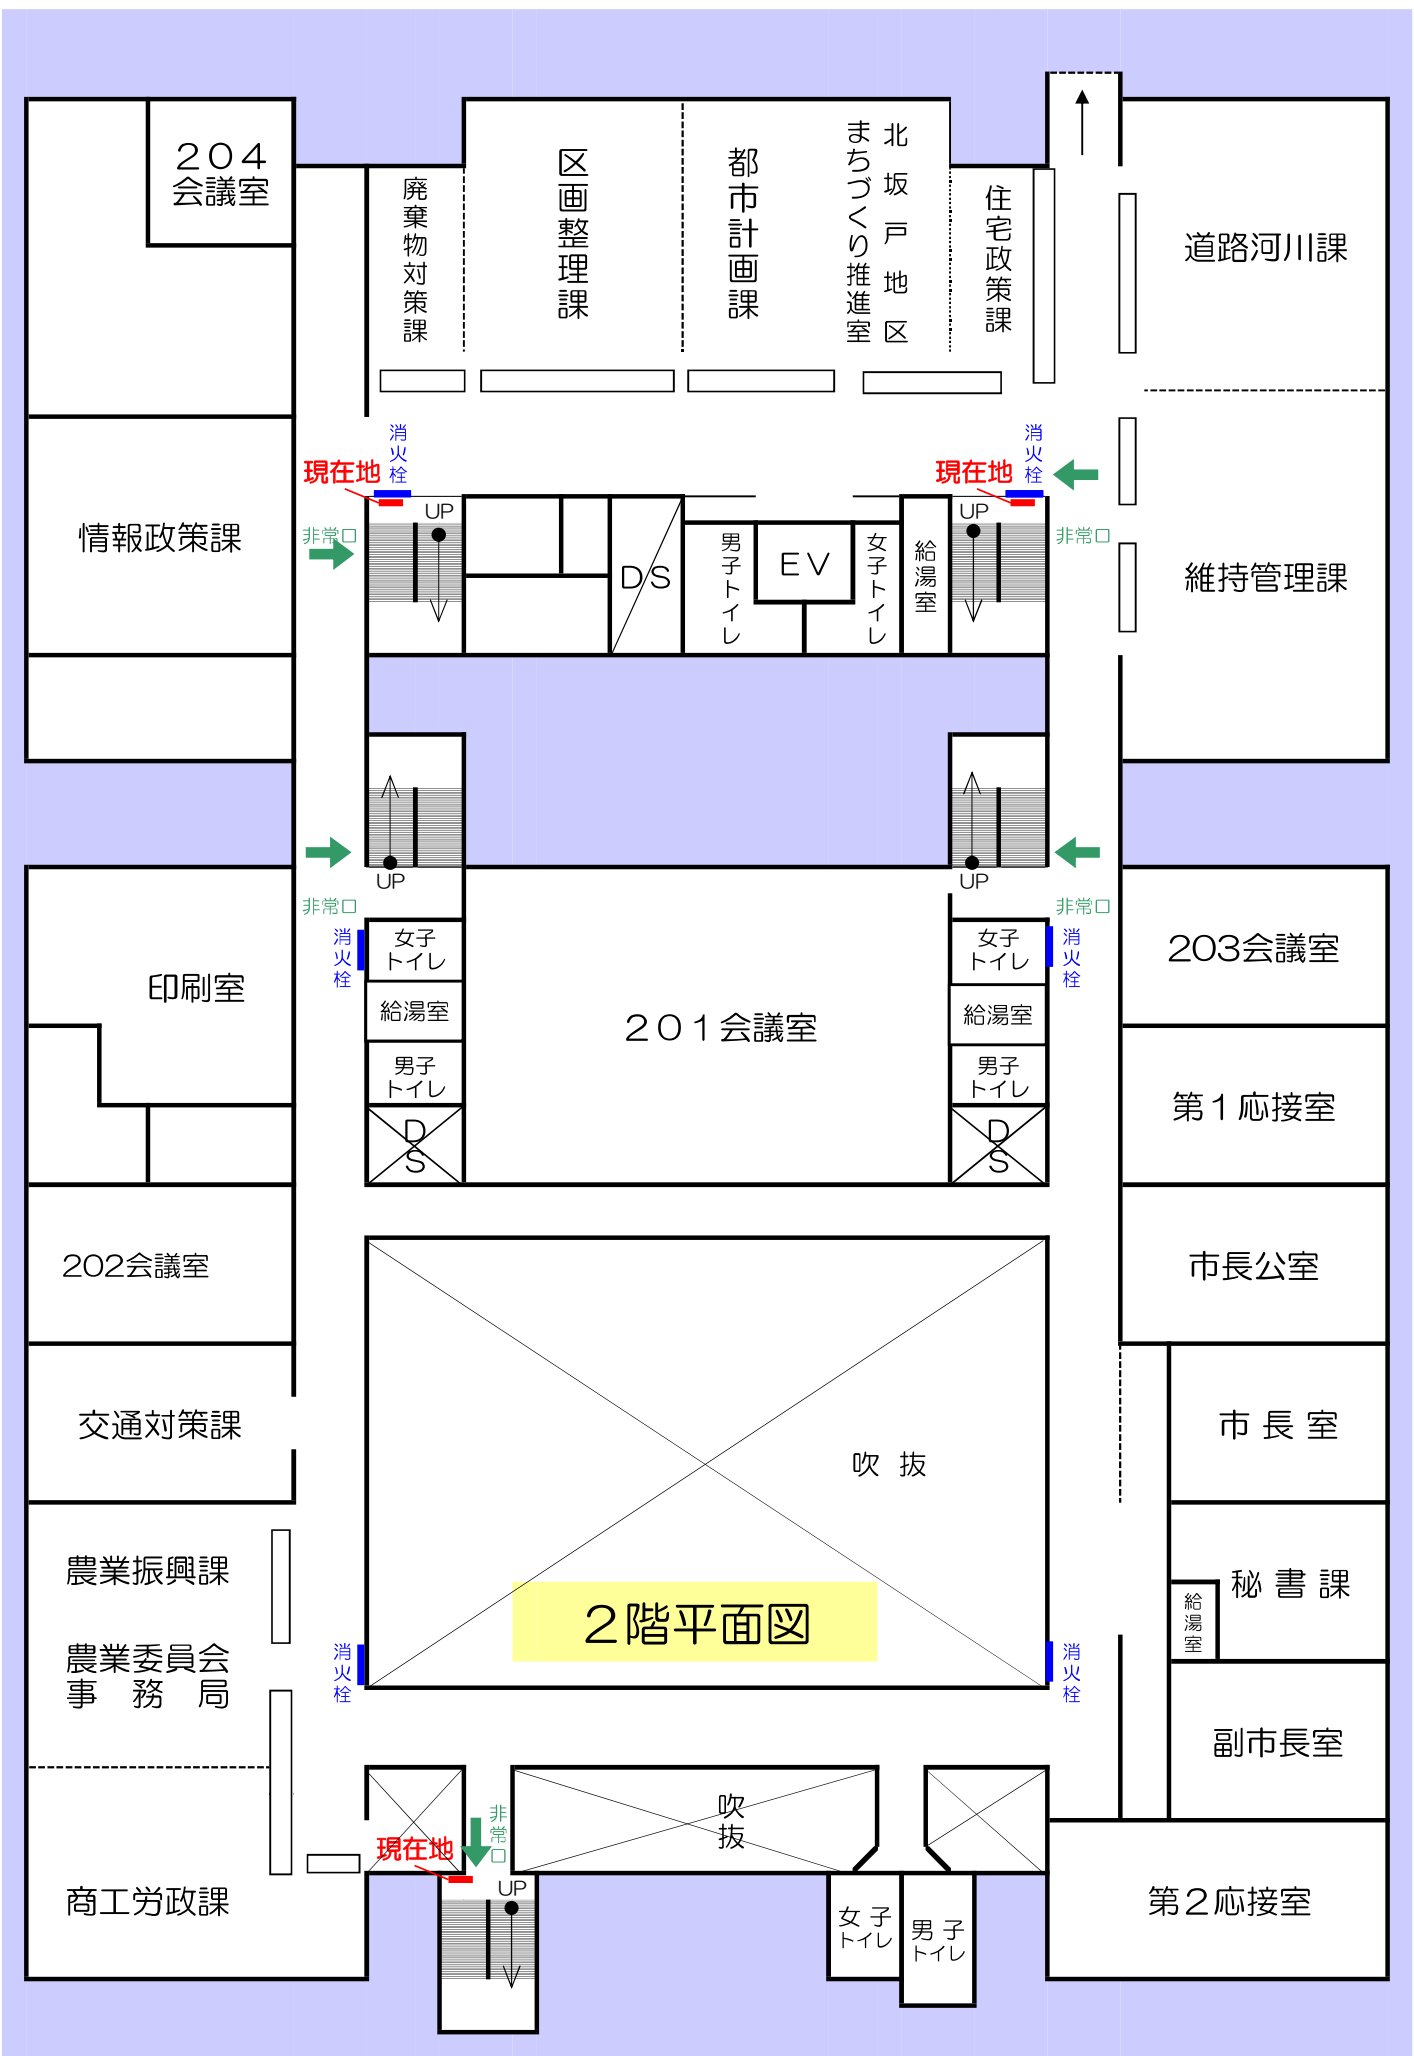 ２０４
会議室
廃棄物対策課
区画整理課
都市計画課
北坂戸地区
まちづくり推進室
住宅政策課
道路河川課
消火栓
現在地
消火栓
現在地
UP
UP
非常口
非常口
情報政策課
ＤＳ
男子トイレ
ＥＶ
女子トイレ
給湯室
維持管理課
UP
UP
非常口
非常口
消火栓
消火栓
女子
トイレ
女子
トイレ
203会議室
印刷室
給湯室
給湯室
２０１会議室
男子
トイレ
男子
トイレ
第１応接室
ＤＳ
ＤＳ
202会議室
市長公室
交通対策課
市長室
吹抜
農業振興課
秘書課
給湯室
２階平面図
農業委員会
事務局
消火栓
消火栓
副市長室
吹抜
非常口
現在地
UP
商工労政課
女子
トイレ
男子
トイレ
第２応接室